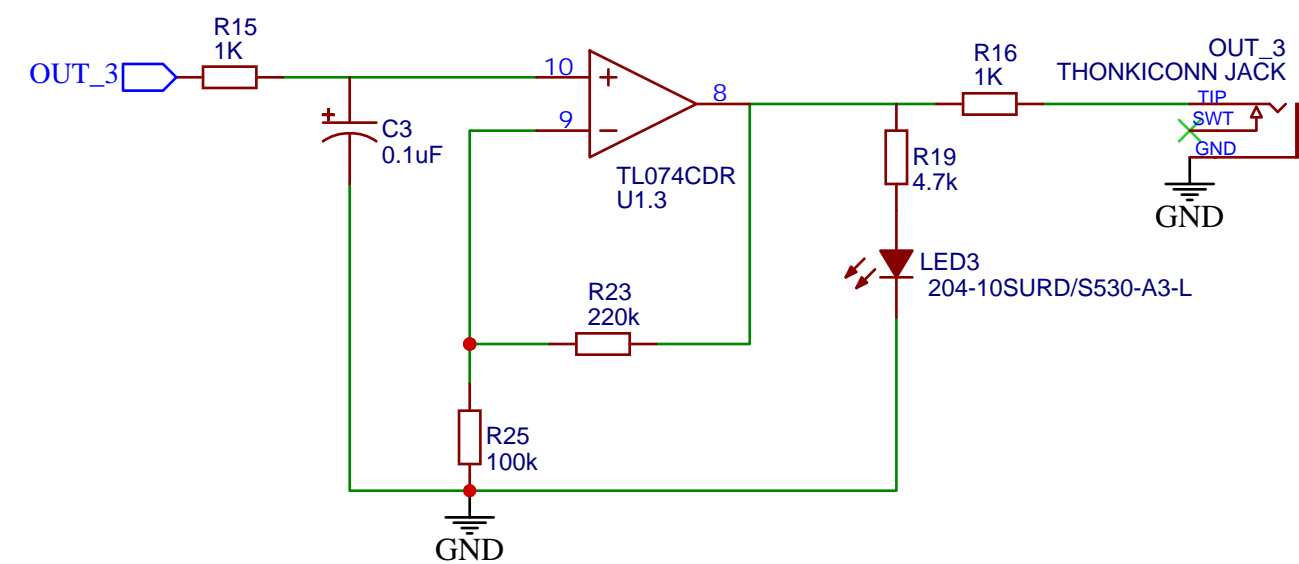 OUT_3
R15
1K
C3
0.1uF
10
9
8
TL074CDR
U1.3
R16
1K
OUT_3
THONKICONN JACK
TIP
SWT
GND
GND
R19
4.7k
LED3
204-10SURD/S530-A3-L
R23
220k
R25
100k
GND